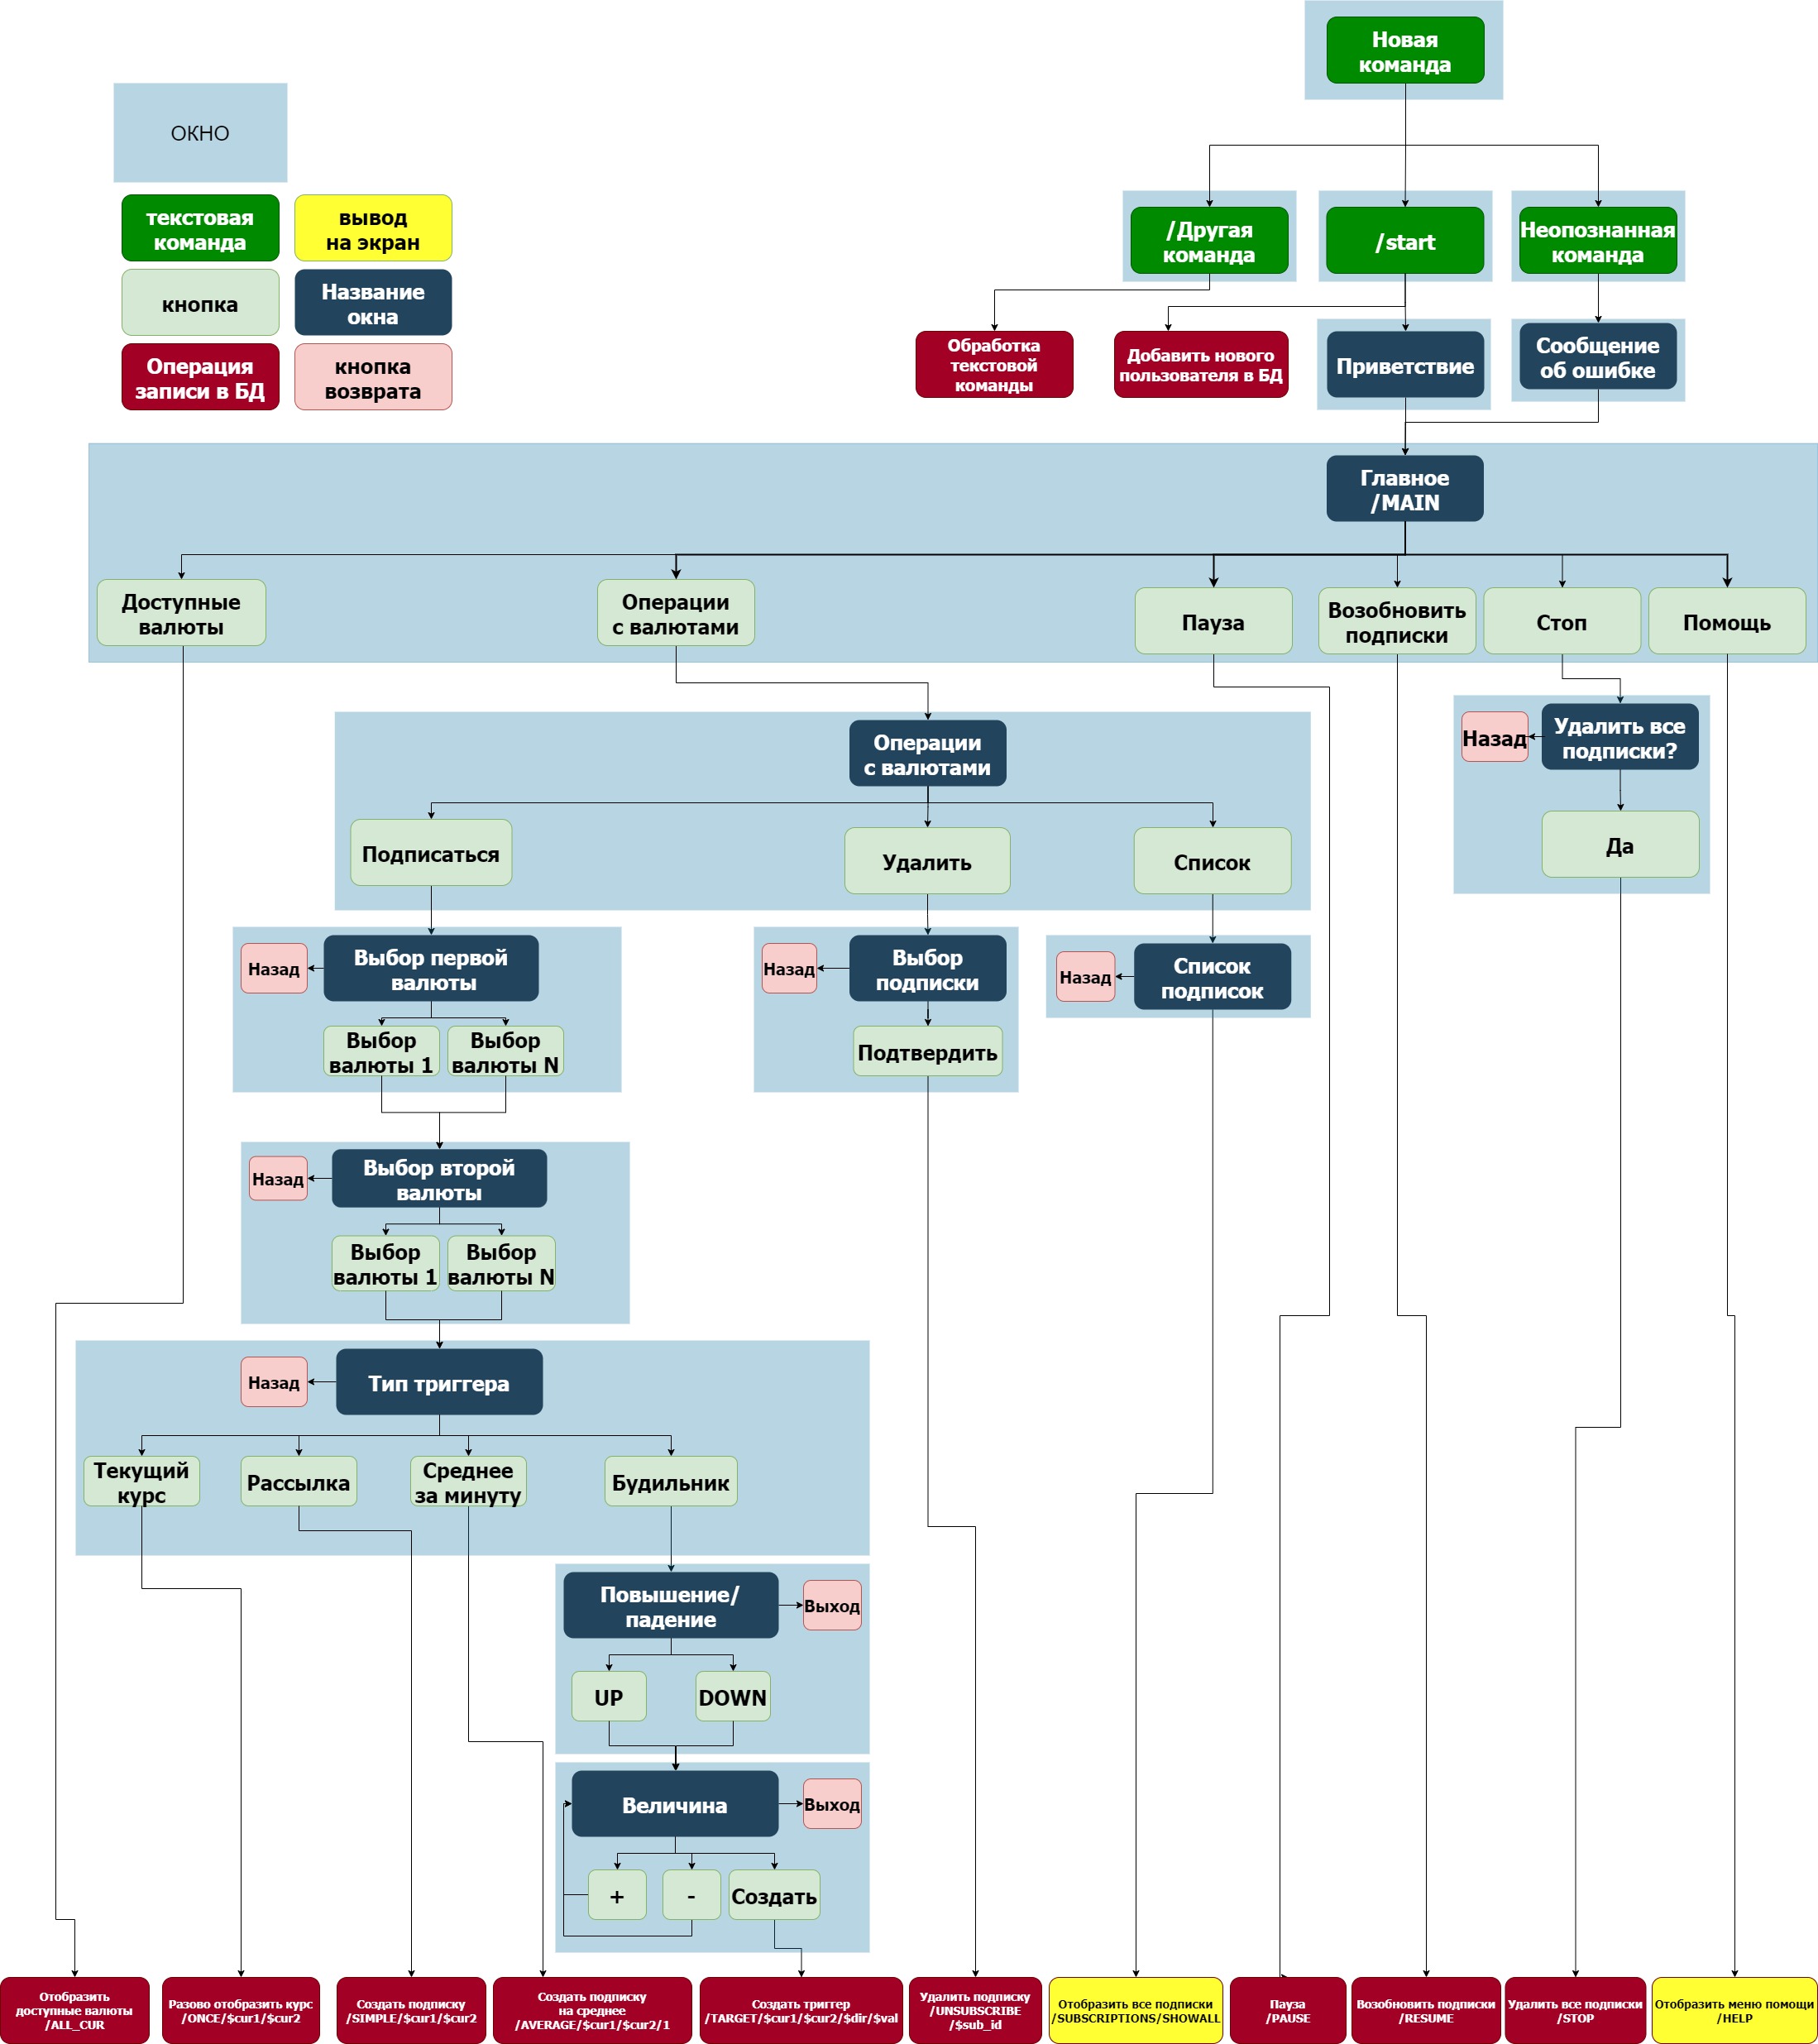 Новая
команда
ОКНО
текстовая
команда
вывод
на экран
кнопка
Название
окна
Операция
записи в БД
кнопка
возврата
/Другая
команда
/start
Неопознанная
команда
Обработка
текстовой
команды
Добавить нового
пользователя в БД
Приветствие
Сообщение
об ошибке
Главное
/MAIN
Доступные
валюты
Операции
с валютами
Пауза
Возобновить
подписки
Стоп
Помощь
Операции
с валютами
Назад
Удалить все
подписки?
Подписаться
Удалить
Список
Да
Назад
Выбор первой
валюты
Назад
Выбор
подписки
Назад
Список
подписок
Выбор
валюты 1
Выбор
валюты N
Подтвердить
Назад
Выбор второй
валюты
Выбор
валюты 1
Выбор
валюты N
Назад
Тип триггера
Текущий
курс
Рассылка
Среднее
за минуту
Будильник
Повышение/
падение
Выход
UP
DOWN
Величина
Выход
+
-
Создать
Отобразить
доступные валюты
/ALL_CUR
Разово отобразить курс
/ONCE/$cur1/$cur2
Создать подписку
/SIMPLE/$cur1/$cur2
Создать подписку
на среднее
/AVERAGE/$cur1/$cur2/1
Создать триггер
/TARGET/$cur1/$cur2/$dir/$val
Удалить подписку
/UNSUBSCRIBE
/$sub_id
Отобразить все подписки
/SUBSCRIPTIONS/SHOWALL
Пауза
/PAUSE
Возобновить подписки
/RESUME
Удалить все подписки
/STOP
Отобразить меню помощи
/HELP